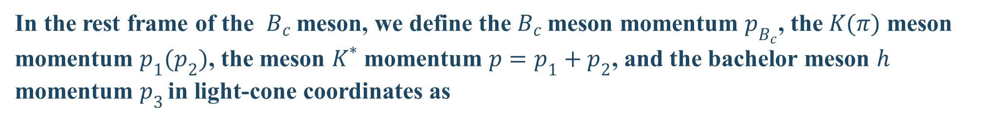 In the rest frame of the $B_c$ meson, we define the $B_c$ meson momentum $p_{B_c}$, the $K(\pi)$ meson
momentum $p_1(p_2)$, the meson $K^*$ momentum $p = p_1 + p_2$, and the bachelor meson $h$
momentum $p_3$ in light-cone coordinates as